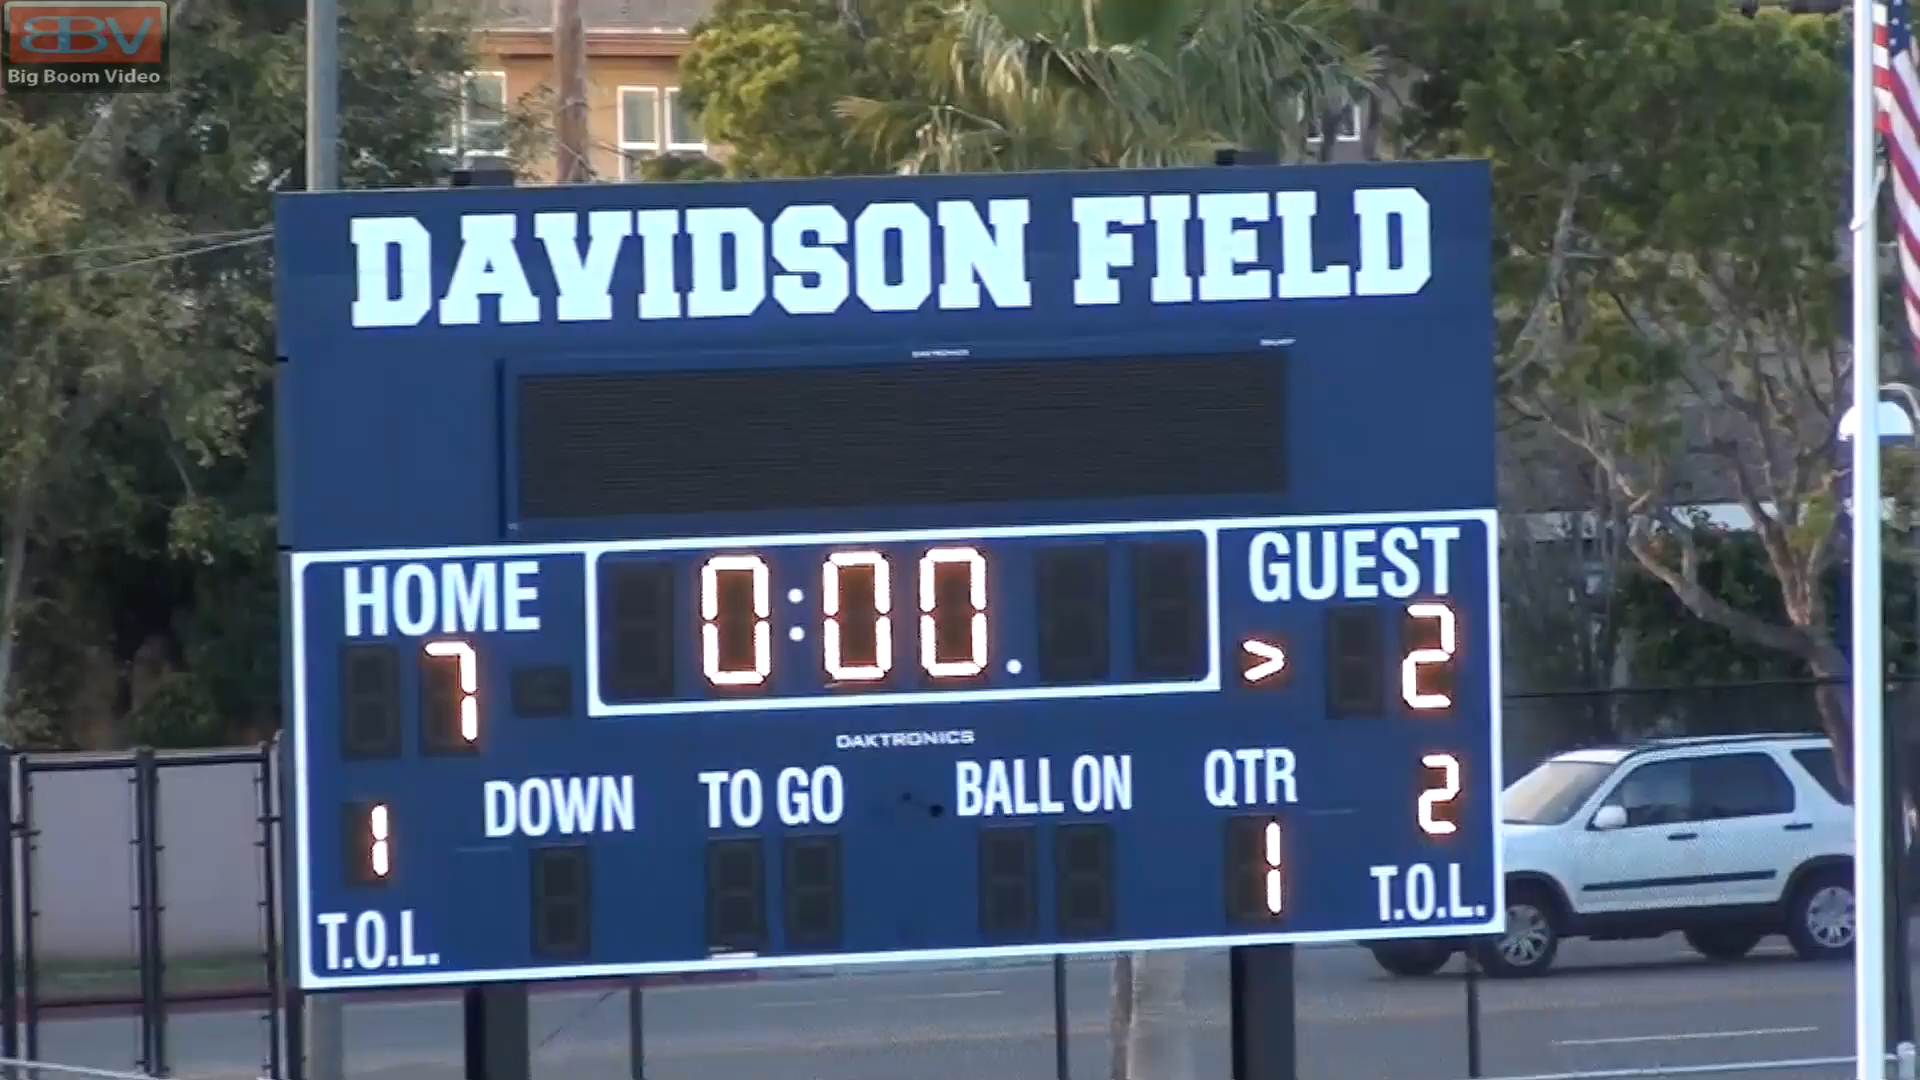 BBV
Big Boom Video
DAVIDSON FIELD
DAKTRONICS
HOME
0:00.
GUEST
7
> 2
DAKTRONICS
DOWN
TO GO
BALL ON
QTR
1
1
2
T.O.L.
T.O.L.